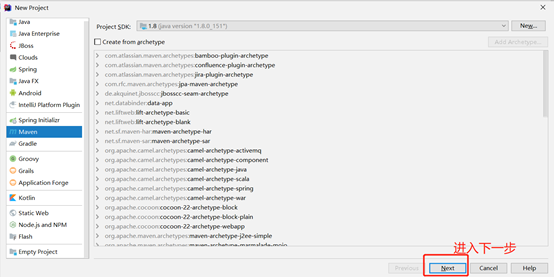 New Project
Java
Java Enterprise
JBoss
Clouds
Spring
Java FX
Android
IntelliJ Platform Plugin
Spring Initializr
Maven
Gradle
Groovy
Grails
Application Forge
Kotlin
Static Web
Node.js and NPM
Flash
Empty Project
Project SDK: 1.8 (java version "1.8.0_151") New...
Create from archetype Add Archetype...
com.atlassian.maven.archetypes:bamboo-plugin-archetype
com.atlassian.maven.archetypes:confluence-plugin-archetype
com.atlassian.maven.archetypes:jira-plugin-archetype
com.rfc.maven.archetypes:jpa-maven-archetype
de.akquinet.jbosscc:jbosscc-seam-archetype
net.databinder:data-app
net.liftweb:lift-archetype-basic
net.liftweb:lift-archetype-blank
net.sf.maven-har:maven-archetype-har
net.sf.maven-sar:maven-archetype-sar
org.apache.camel.archetypes:camel-archetype-activemq
org.apache.camel.archetypes:camel-archetype-component
org.apache.camel.archetypes:camel-archetype-java
org.apache.camel.archetypes:camel-archetype-scala
org.apache.camel.archetypes:camel-archetype-spring
org.apache.camel.archetypes:camel-archetype-war
org.apache.cocoon:cocoon-22-archetype-block
org.apache.cocoon:cocoon-22-archetype-block-plain
org.apache.cocoon:cocoon-22-archetype-webapp
org.apache.maven.archetypes:maven-archetype-j2ee-simple
org.apache.maven.archetypes:maven-archetype-marmalade-mojo
进入下一步
Previous Next Cancel Help